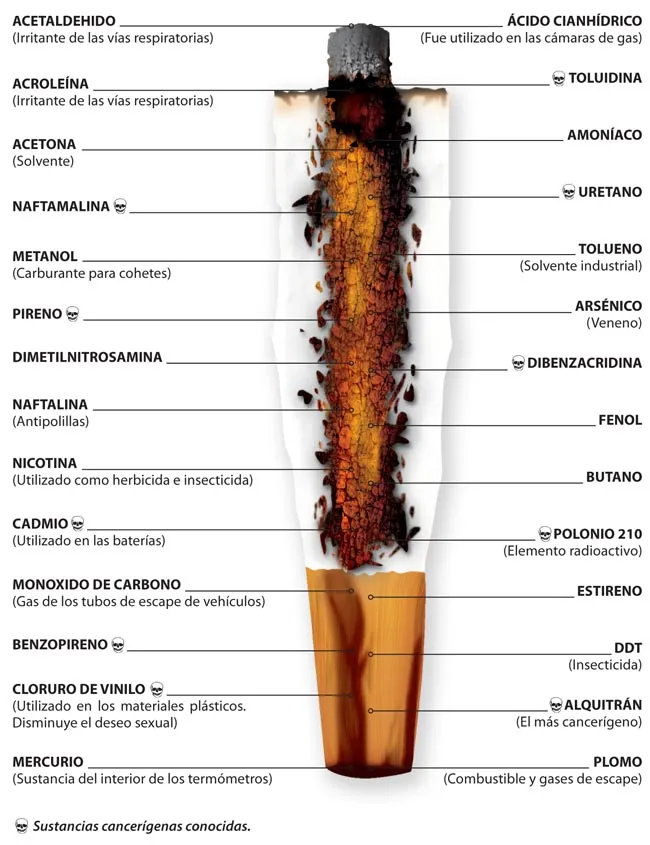 ACETALDEHIDO
(Irritante de las vías respiratorias)
ACROLEÍNA
(Irritante de las vías respiratorias)
ACETONA
(Solvente)
NAFTAMALINA
METANOL
(Carburante para cohetes)
PIRENO
DIMETILNITROSAMINA
NAFTALINA
(Antipolillas)
NICOTINA
(Utilizado como herbicida e insecticida)
CADMIO
(Utilizado en las baterías)
MONOXIDO DE CARBONO
(Gas de los tubos de escape de vehículos)
BENZOPIRENO
CLORURO DE VINILO
(Utilizado en los materiales plásticos.
Disminuye el deseo sexual)
MERCURIO
(Sustancia del interior de los termómetros)
ÁCIDO CIANHÍDRICO
(Fue utilizado en las cámaras de gas)
TOLUIDINA
AMONÍACO
URETANO
TOLUENO
(Solvente industrial)
ARSÉNICO
(Veneno)
DIBENZACRIDINA
FENOL
BUTANO
POLONIO 210
(Elemento radioactivo)
ESTIRENO
DDT
(Insecticida)
ALQUITRÁN
(El más cancerígeno)
PLOMO
(Combustible y gases de escape)
Sustancias cancerígenas conocidas.